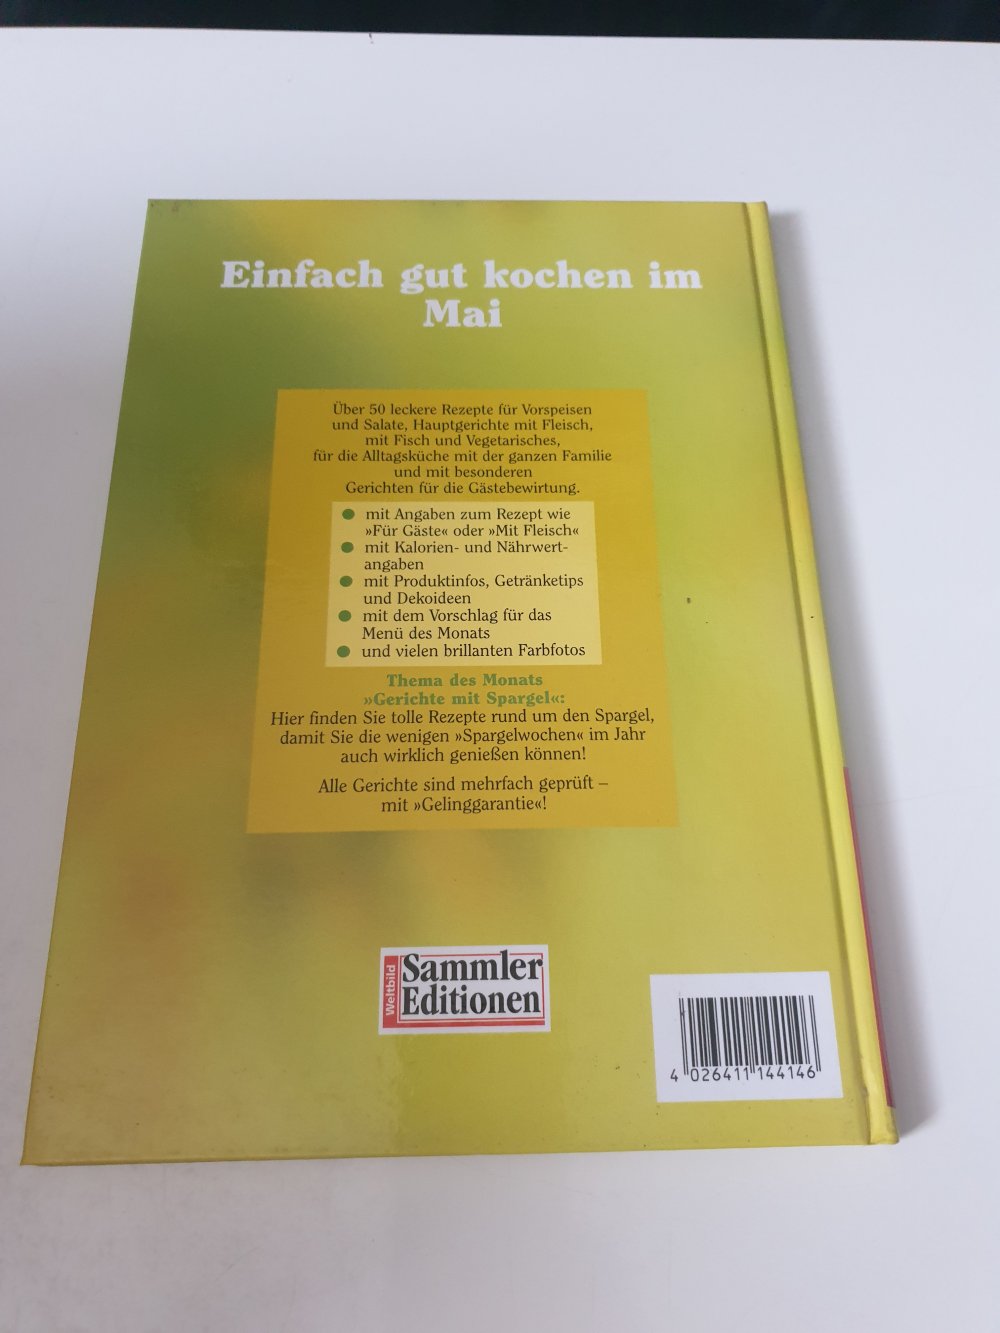 Einfach gut kochen im
Mai
Über 50 leckere Rezepte für Vorspeisen
und Salate, Hauptgerichte mit Fleisch,
mit Fisch und Vegetarisches,
für die Alltagsküche mit der ganzen Familie
und mit besonderen
Gerichten für die Gästebewirtung.
● mit Angaben zum Rezept wie
»Für Gäste« oder »Mit Fleisch«
● mit Kalorien- und Nährwert-
angaben
● mit Produktinfos, Getränketips
und Dekoideen
● mit dem Vorschlag für das
Menü des Monats
● und vielen brillanten Farbfotos
Thema des Monats
»Gerichte mit Spargel«:
Hier finden Sie tolle Rezepte rund um den Spargel,
damit Sie die wenigen »Spargelwochen« im Jahr
auch wirklich genießen können!
Alle Gerichte sind mehrfach geprüft –
mit »Gelinggarantie«!
Weltbild
Sammler
Editionen
4 026411 144146